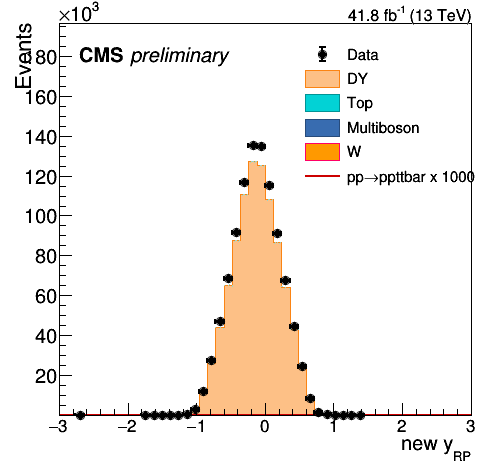 ×10³
41.8 fb⁻¹ (13 TeV)
Events
CMS preliminary
Data
DY
Top
Multiboson
W
pp→ppttbar x 1000
180
160
140
120
100
80
60
40
20
−3 −2 −1 0 1 2 3
new y_RP